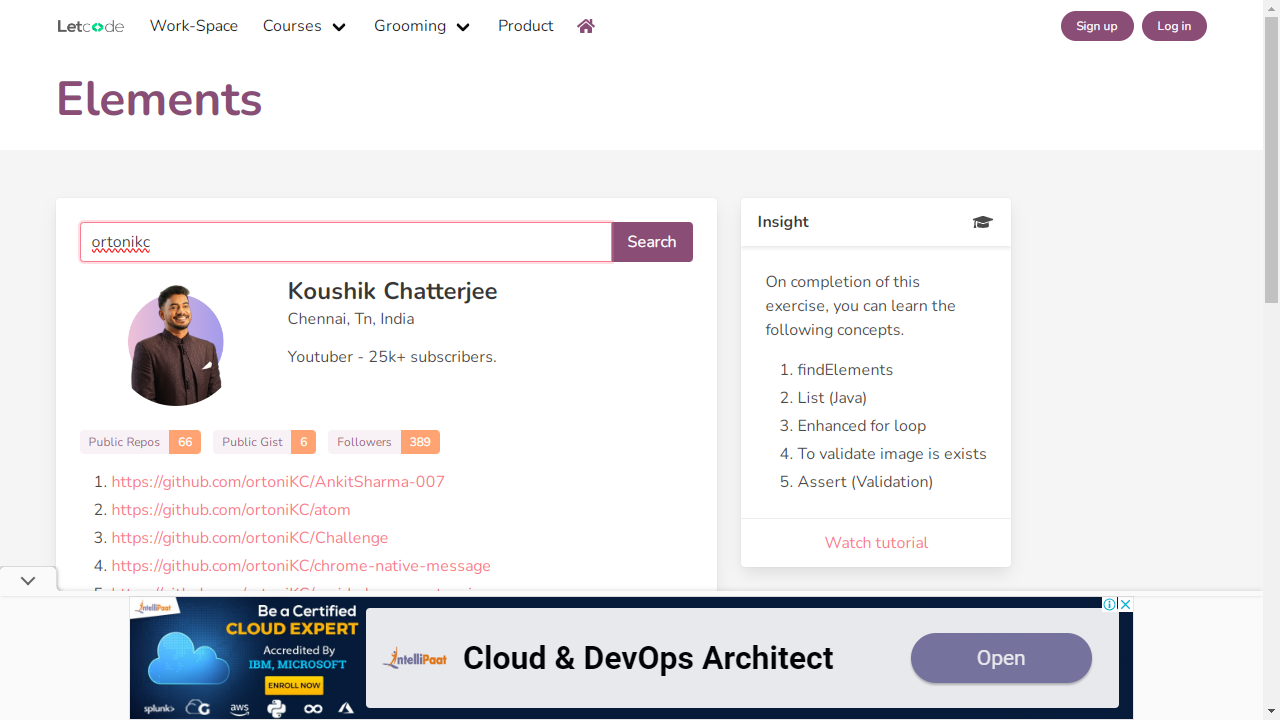 Letcode
Work-Space
Courses
Grooming
Product
Sign up
Log in
Elements
ortonikc
Search
Koushik Chatterjee
Chennai, Tn, India
Youtuber - 25k+ subscribers.
Public Repos 66
Public Gist 6
Followers 389
1. https://github.com/ortoniKC/AnkitSharma-007
2. https://github.com/ortoniKC/atom
3. https://github.com/ortoniKC/Challenge
4. https://github.com/ortoniKC/chrome-native-message
Insight
On completion of this
exercise, you can learn the
following concepts.
1. findElements
2. List (Java)
3. Enhanced for loop
4. To validate image is exists
5. Assert (Validation)
Watch tutorial
IntelliPaat
Be a Certified
CLOUD EXPERT
Accredited By
IBM, MICROSOFT
ENROLL NOW
splunk>
aws
IntelliPaat
Cloud & DevOps Architect
Open